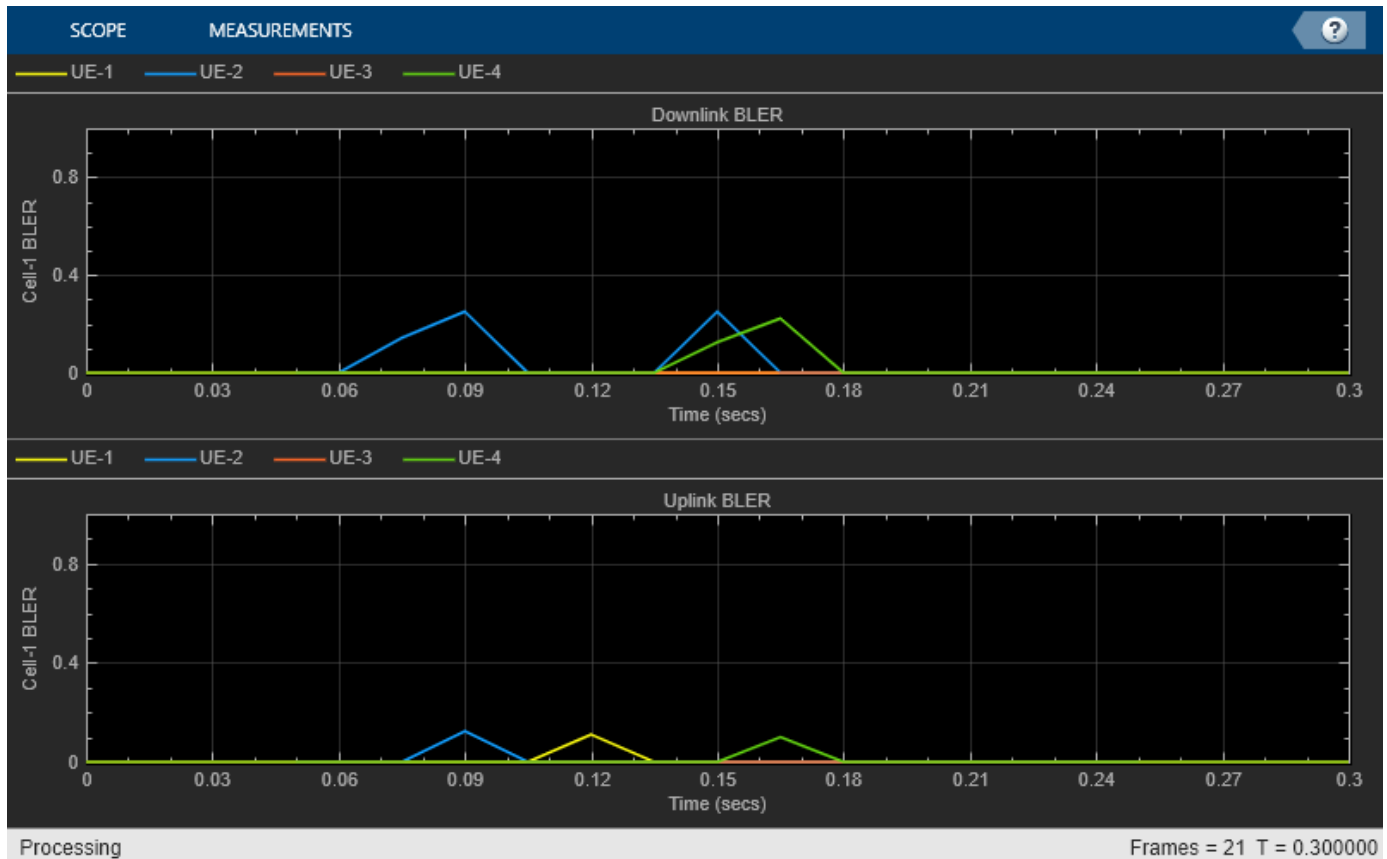 SCOPE MEASUREMENTS ?
UE-1 UE-2 UE-3 UE-4
Downlink BLER
Cell-1 BLER
0.8
0.4
0
0 0.03 0.06 0.09 0.12 0.15 0.18 0.21 0.24 0.27 0.3
Time (secs)
UE-1 UE-2 UE-3 UE-4
Uplink BLER
Cell-1 BLER
0.8
0.4
0
0 0.03 0.06 0.09 0.12 0.15 0.18 0.21 0.24 0.27 0.3
Time (secs)
Processing Frames = 21 T = 0.300000